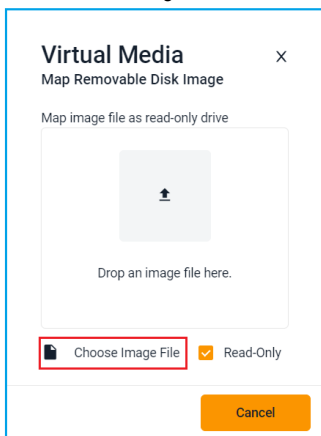 Virtual Media
Map Removable Disk Image
Map image file as read-only drive
Drop an image file here.
Choose Image File Read-Only
Cancel